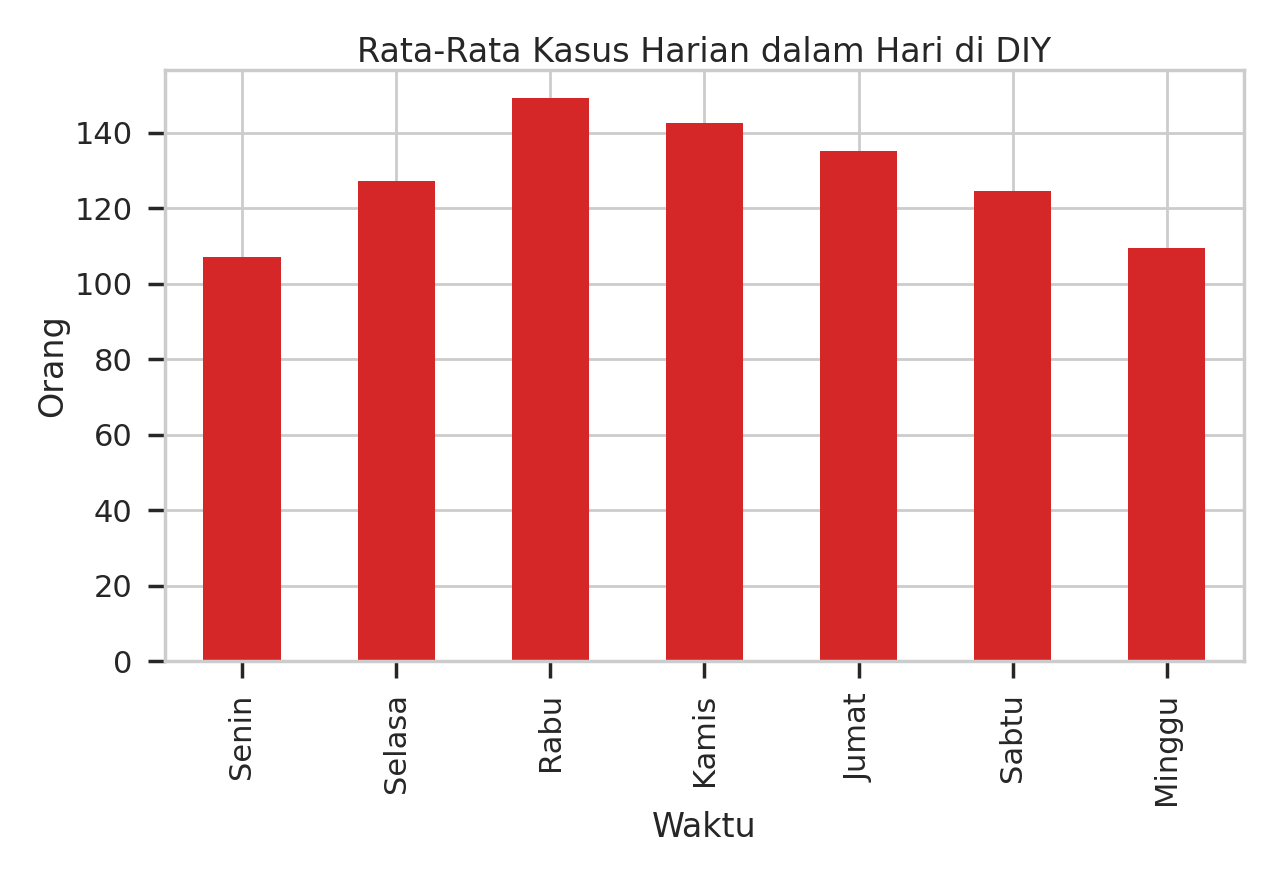 Rata-Rata Kasus Harian dalam Hari di DIY
140
120
100
80
60
40
20
0
Orang
Senin
Selasa
Rabu
Kamis
Jumat
Sabtu
Minggu
Waktu